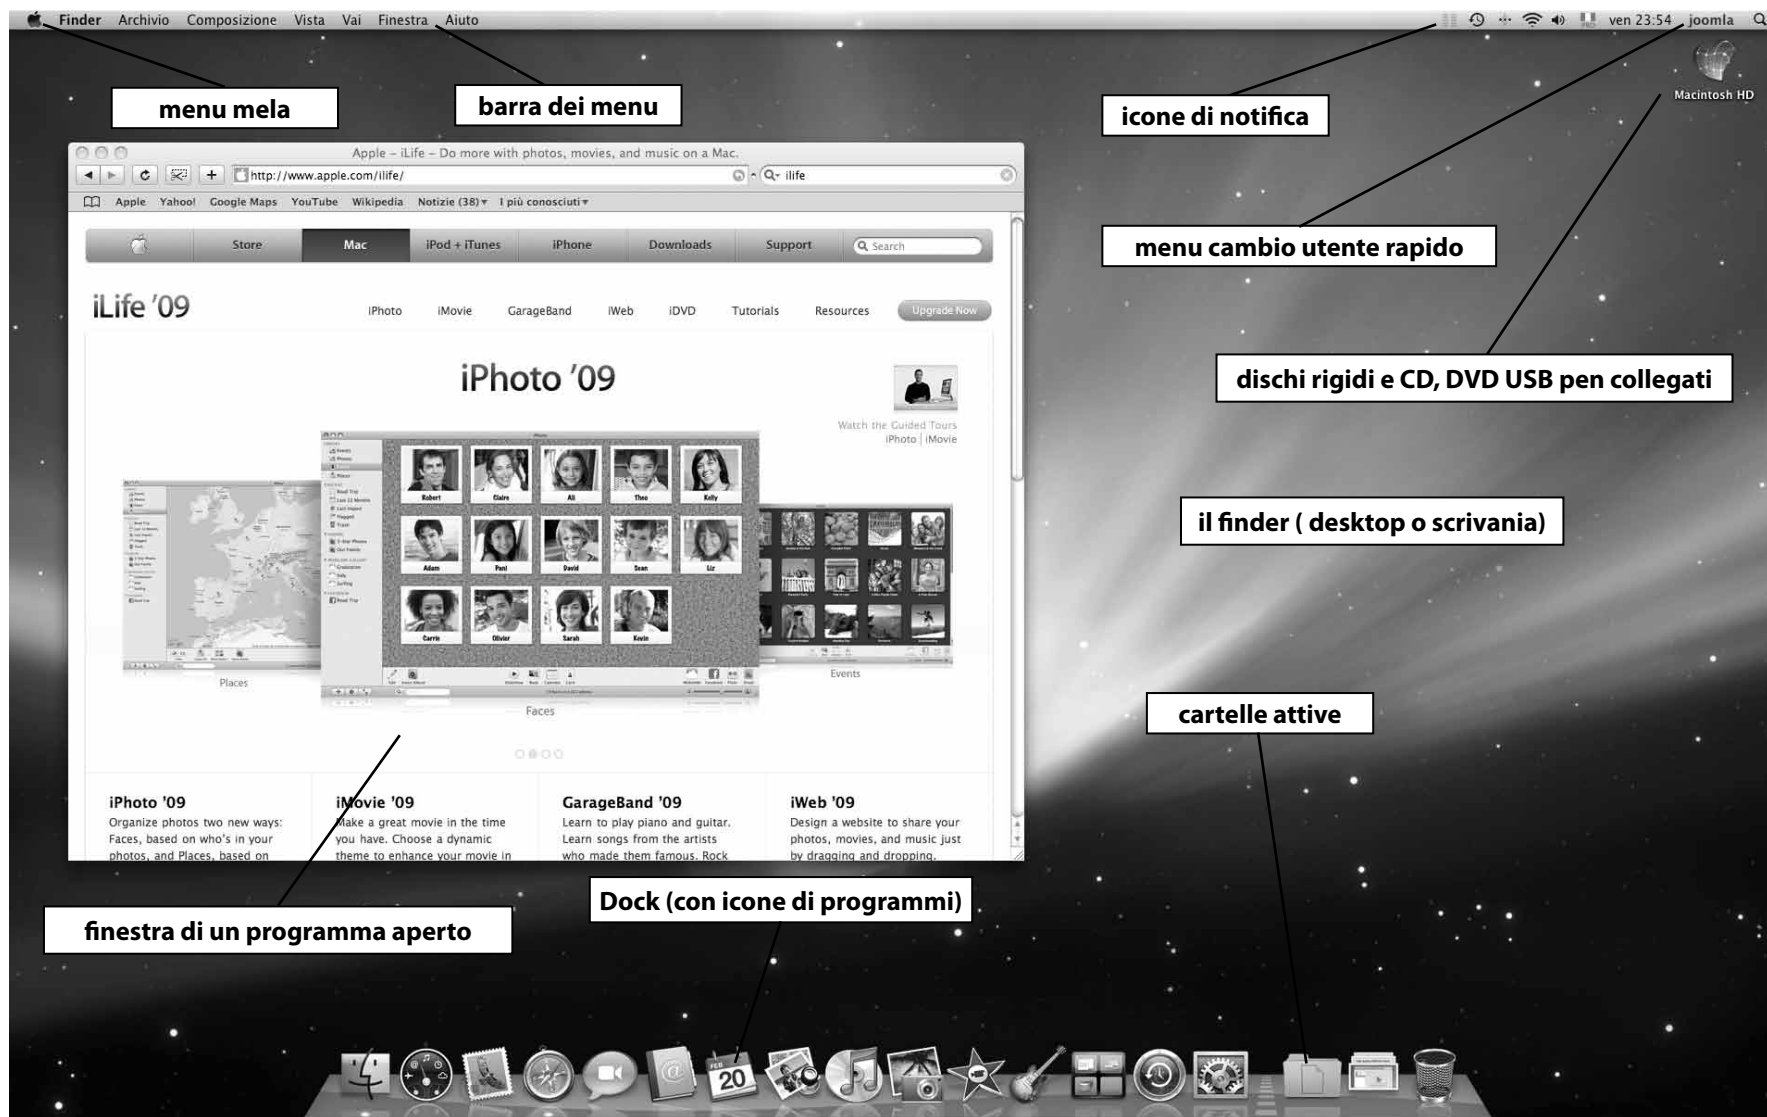 Finder Archivio Composizione Vista Vai Finestra Aiuto
PRO ven 23:54 joomla
Macintosh HD
menu mela
barra dei menu
icone di notifica
menu cambio utente rapido
dischi rigidi e CD, DVD USB pen collegati
il finder ( desktop o scrivania)
cartelle attive
Apple – iLife – Do more with photos, movies, and music on a Mac.
http://www.apple.com/ilife/
ilife
Apple Yahoo! Google Maps YouTube Wikipedia Notizie (38) I più conosciuti
Store Mac iPod + iTunes iPhone Downloads Support Search
iLife ’09
iPhoto iMovie GarageBand iWeb iDVD Tutorials Resources Upgrade Now
iPhoto ’09
Watch the Guided Tours
iPhoto | iMovie
Robert Claire Ali Theo Kelly
Adam Pani David Sean Liz
Carrie Olivier Sarah Kevin
Places
Faces
Events
iPhoto '09
Organize photos two new ways:
Faces, based on who’s in your
photos, and Places, based on
iMovie '09
Make a great movie in the time
you have. Choose a dynamic
theme to enhance your movie in
GarageBand '09
Learn to play piano and guitar.
Learn songs from the artists
who made them famous. Rock
iWeb '09
Design a website to share your
photos, movies, and music just
by dragging and dropping.
Dock (con icone di programmi)
finestra di un programma aperto
FEB
20